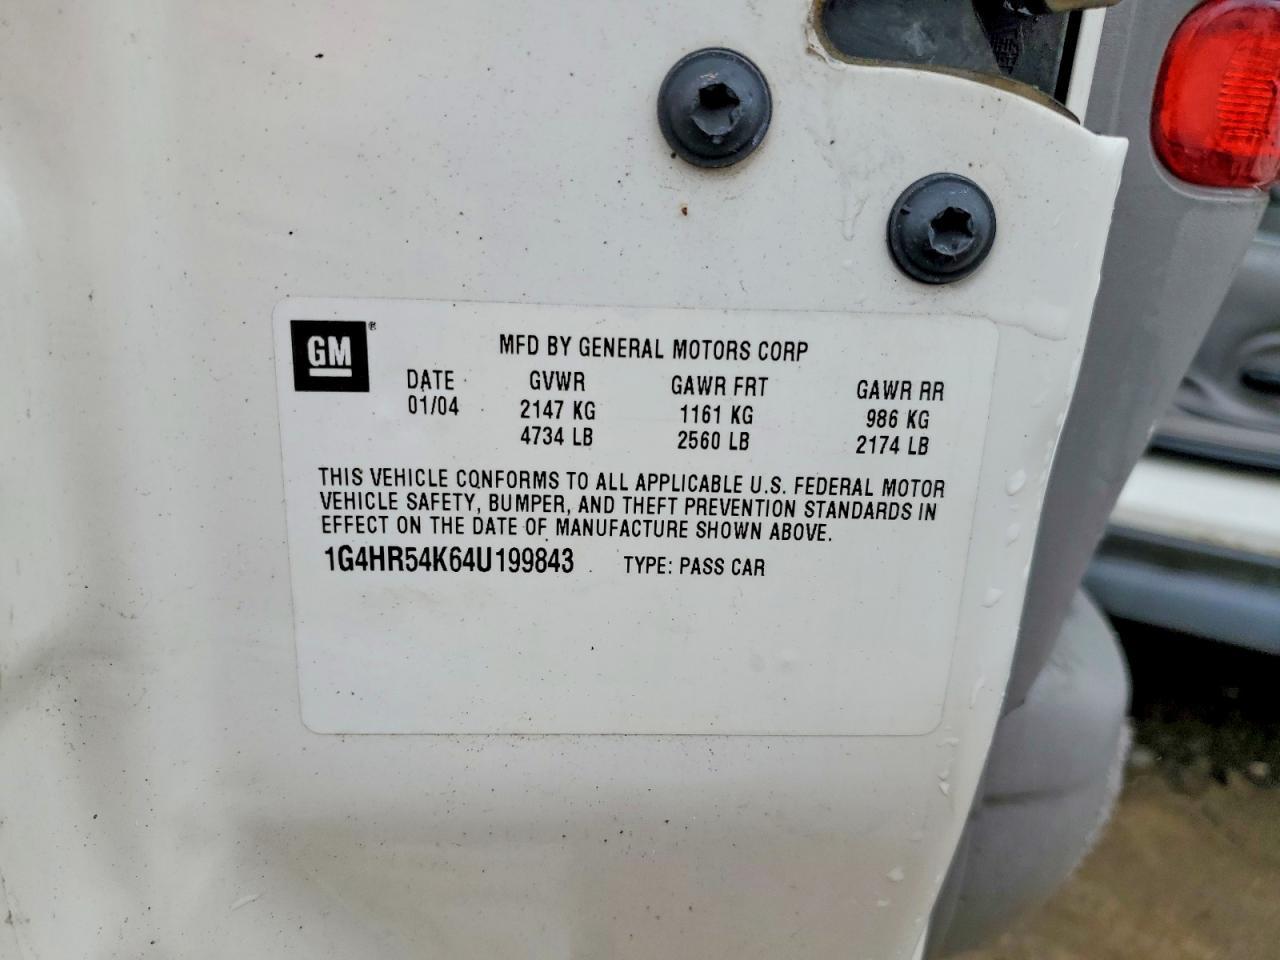 GM®
MFD BY GENERAL MOTORS CORP
DATE GVWR GAWR FRT GAWR RR
01/04 2147 KG 1161 KG 986 KG
4734 LB 2560 LB 2174 LB
THIS VEHICLE CONFORMS TO ALL APPLICABLE U.S. FEDERAL MOTOR
VEHICLE SAFETY, BUMPER, AND THEFT PREVENTION STANDARDS IN
EFFECT ON THE DATE OF MANUFACTURE SHOWN ABOVE.
1G4HR54K64U199843 TYPE: PASS CAR